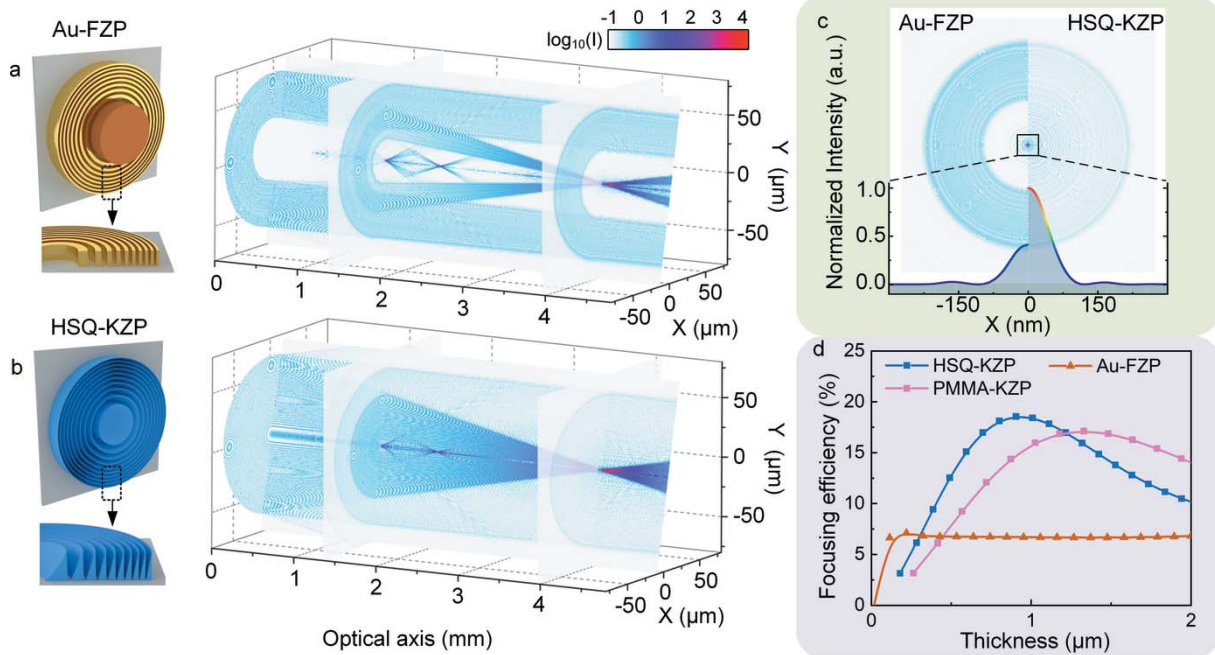 Au-FZP
a
-1 0 1 2 3 4
log₁₀(I)
50
0
-50
Y (µm)
0 1 2 3 4
-50 0 50
X (µm)
HSQ-KZP
b
50
0
-50
Y (µm)
0 1 2 3 4
-50 0 50
X (µm)
Optical axis (mm)
c
Au-FZP HSQ-KZP
Normalized Intensity (a.u.)
1.0
0.5
0.0
-150 0 150
X (nm)
d
HSQ-KZP Au-FZP
PMMA-KZP
Focusing efficiency (%)
25
20
15
10
5
0
0 1 2
Thickness (µm)